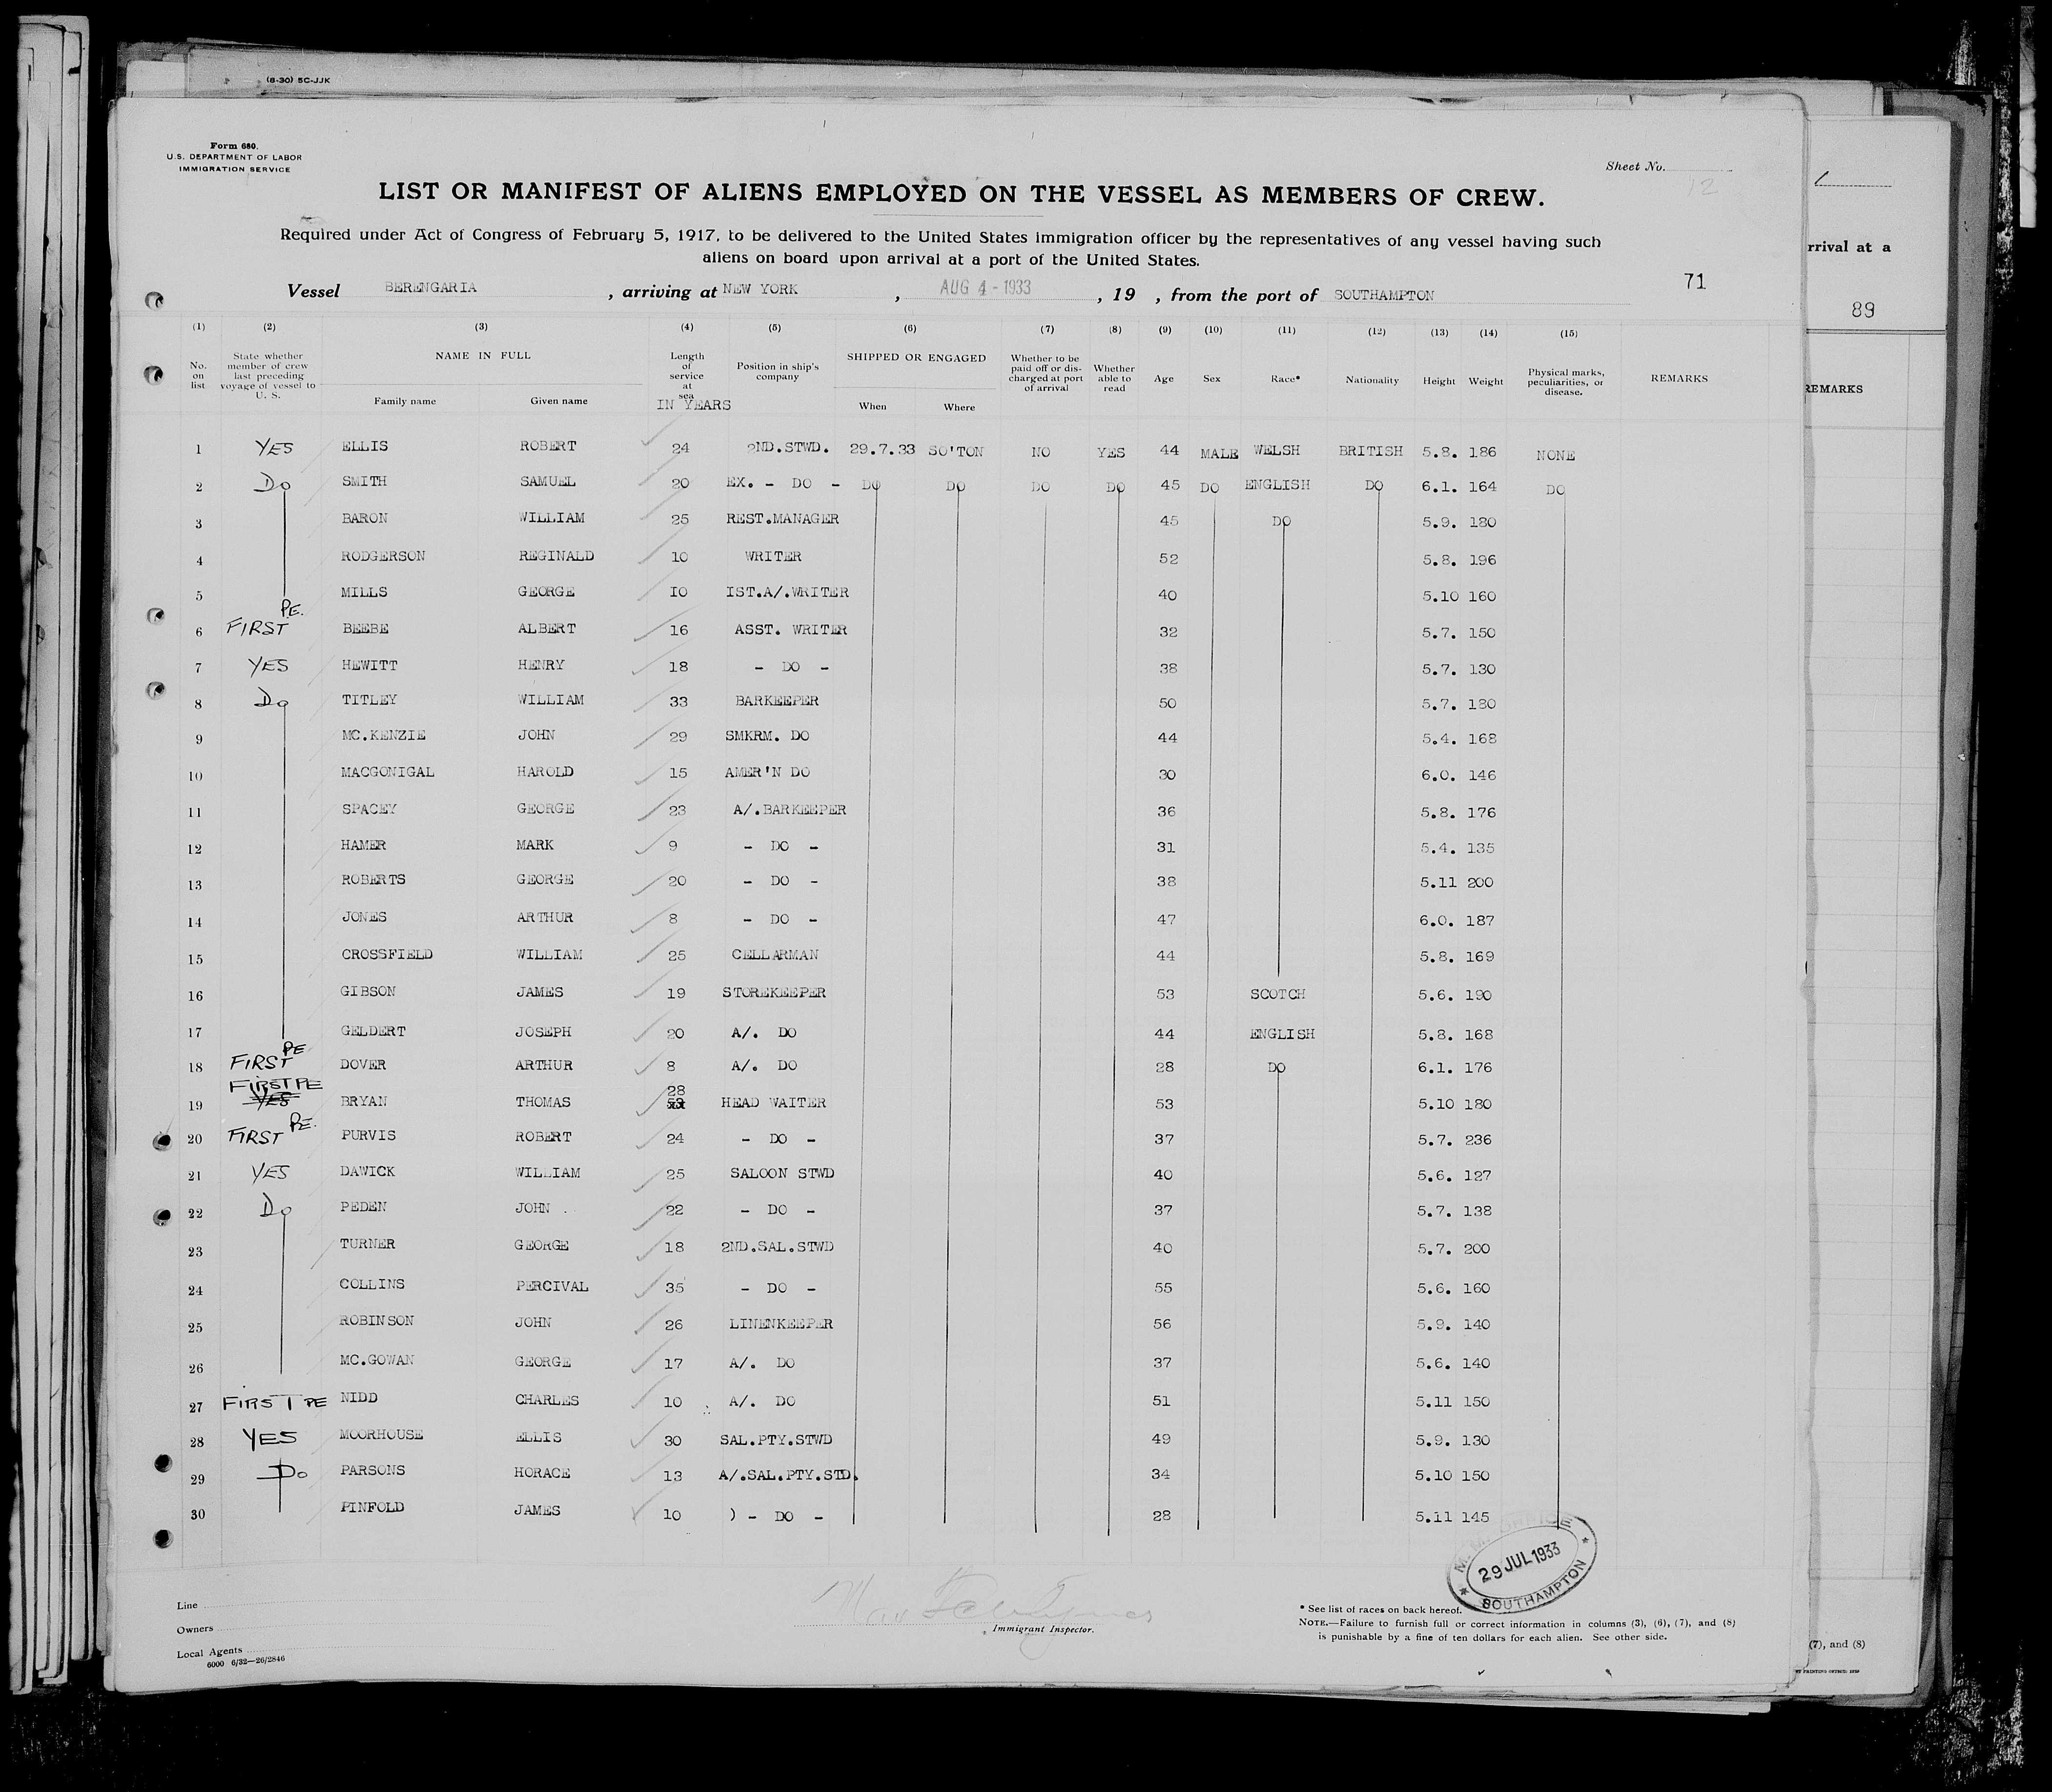 (8-30) 5C-JJK
Form 680.
U.S. DEPARTMENT OF LABOR
IMMIGRATION SERVICE
Sheet No.
12
LIST OR MANIFEST OF ALIENS EMPLOYED ON THE VESSEL AS MEMBERS OF CREW.
Required under Act of Congress of February 5, 1917, to be delivered to the United States immigration officer by the representatives of any vessel having such
aliens on board upon arrival at a port of the United States.
rrival at a
71
89
Vessel BERENGARIA , arriving at NEW YORK , AUG 4 - 1933 , 19 , from the port of SOUTHAMPTON
(1) (2) (3) (4) (5) (6) (7) (8) (9) (10) (11) (12) (13) (14) (15)
No. on list
State whether member of crew last preceding voyage of vessel to U. S.
NAME IN FULL
Family name Given name
Length of service at sea
IN YEARS
Position in ship's company
SHIPPED OR ENGAGED
When Where
Whether to be paid off or discharged at port of arrival
Whether able to read
Age Sex Race* Nationality Height Weight
Physical marks, peculiarities, or disease.
REMARKS
REMARKS
1 YES ELLIS ROBERT 24 2ND.STWD. 29.7.33 SO'TON NO YES 44 MALE WELSH BRITISH 5.8. 186 NONE
2 Do SMITH SAMUEL 20 EX. - DO - DO DO DO DO 45 DO ENGLISH DO 6.1. 164 DO
3 BARON WILLIAM 25 REST.MANAGER 45 DO 5.9. 180
4 RODGERSON REGINALD 10 WRITER 52 5.8. 196
5 MILLS GEORGE IO IST.A/.WRITER 40 5.10 160
6 FIRST PE. BEEBE ALBERT 16 ASST. WRITER 32 5.7. 150
7 YES HEWITT HENRY 18 - DO - 38 5.7. 130
8 Do TITLEY WILLIAM 33 BARKEEPER 50 5.7. 180
9 MC.KENZIE JOHN 29 SMKRM. DO 44 5.4. 168
10 MACGONIGAL HAROLD 15 AMER'N DO 30 6.0. 146
11 SPACEY GEORGE 23 A/.BARKEEPER 36 5.8. 176
12 HAMER MARK 9 - DO - 31 5.4. 135
13 ROBERTS GEORGE 20 - DO - 38 5.11 200
14 JONES ARTHUR 8 - DO - 47 6.0. 187
15 CROSSFIELD WILLIAM 25 CELLARMAN 44 5.8. 169
16 GIBSON JAMES 19 STOREKEEPER 53 SCOTCH 5.6. 190
17 GELDERT JOSEPH 20 A/. DO 44 ENGLISH 5.8. 168
18 FIRST PE DOVER ARTHUR 8 A/. DO 28 DO 6.1. 176
19 FIRST PE YES BRYAN THOMAS 28 53 HEAD WAITER 53 5.10 180
20 FIRST PE. PURVIS ROBERT 24 - DO - 37 5.7. 236
21 YES DAWICK WILLIAM 25 SALOON STWD 40 5.6. 127
22 Do PEDEN JOHN . 22 - DO - 37 5.7. 138
23 TURNER GEORGE 18 2ND.SAL.STWD 40 5.7. 200
24 COLLINS PERCIVAL 35 - DO - 55 5.6. 160
25 ROBINSON JOHN 26 LINENKEEPER 56 5.9. 140
26 MC.GOWAN GEORGE 17 A/. DO 37 5.6. 140
27 FIRST PE NIDD CHARLES 10 A/. DO 51 5.11 150
28 YES MOORHOUSE ELLIS 30 SAL.PTY.STWD 49 5.9. 130
29 Do PARSONS HORACE 13 A/.SAL.PTY.STD. 34 5.10 150
30 PINFOLD JAMES 10 ) - DO - 28 5.11 145
29 JUL 1933
SOUTHAMPTON
Line
Owners
Local Agents
6000 6/32—26/2846
Immigrant Inspector.
* See list of races on back hereof.
NOTE.—Failure to furnish full or correct information in columns (3), (6), (7), and (8)
is punishable by a fine of ten dollars for each alien. See other side.
(7), and (8)